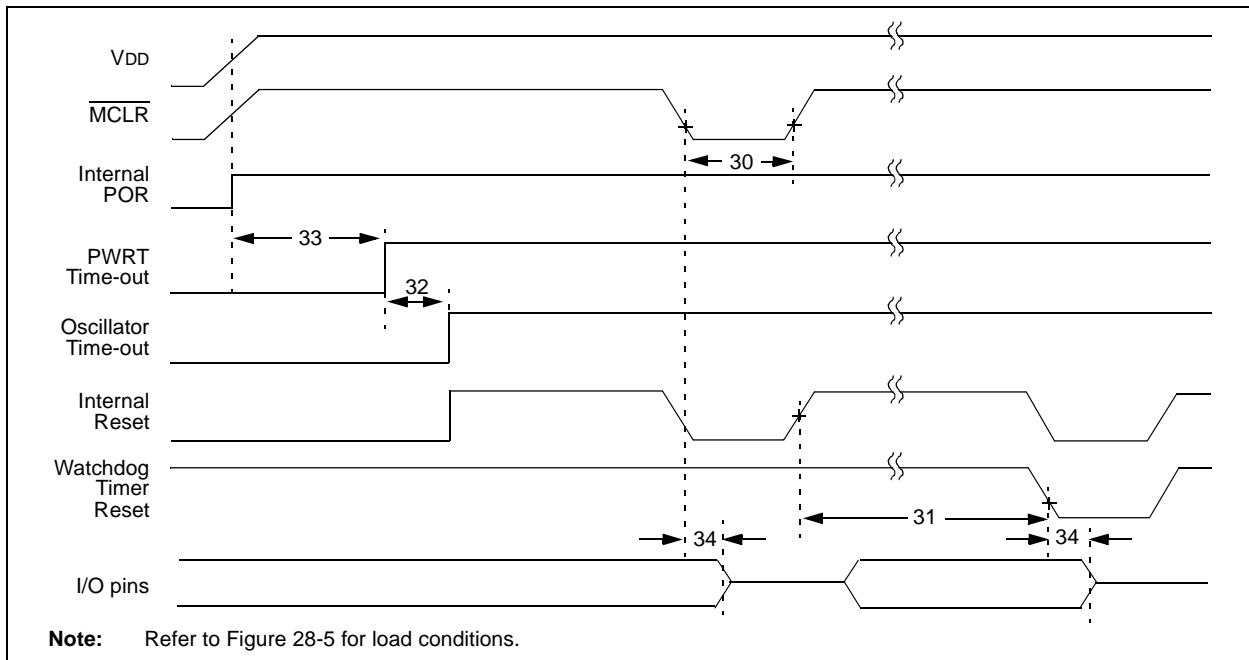 VDD
MCLR
30
Internal
POR
33
PWRT
Time-out
32
Oscillator
Time-out
Internal
Reset
Watchdog
Timer
Reset
31
34
34
I/O pins
Note: Refer to Figure 28-5 for load conditions.